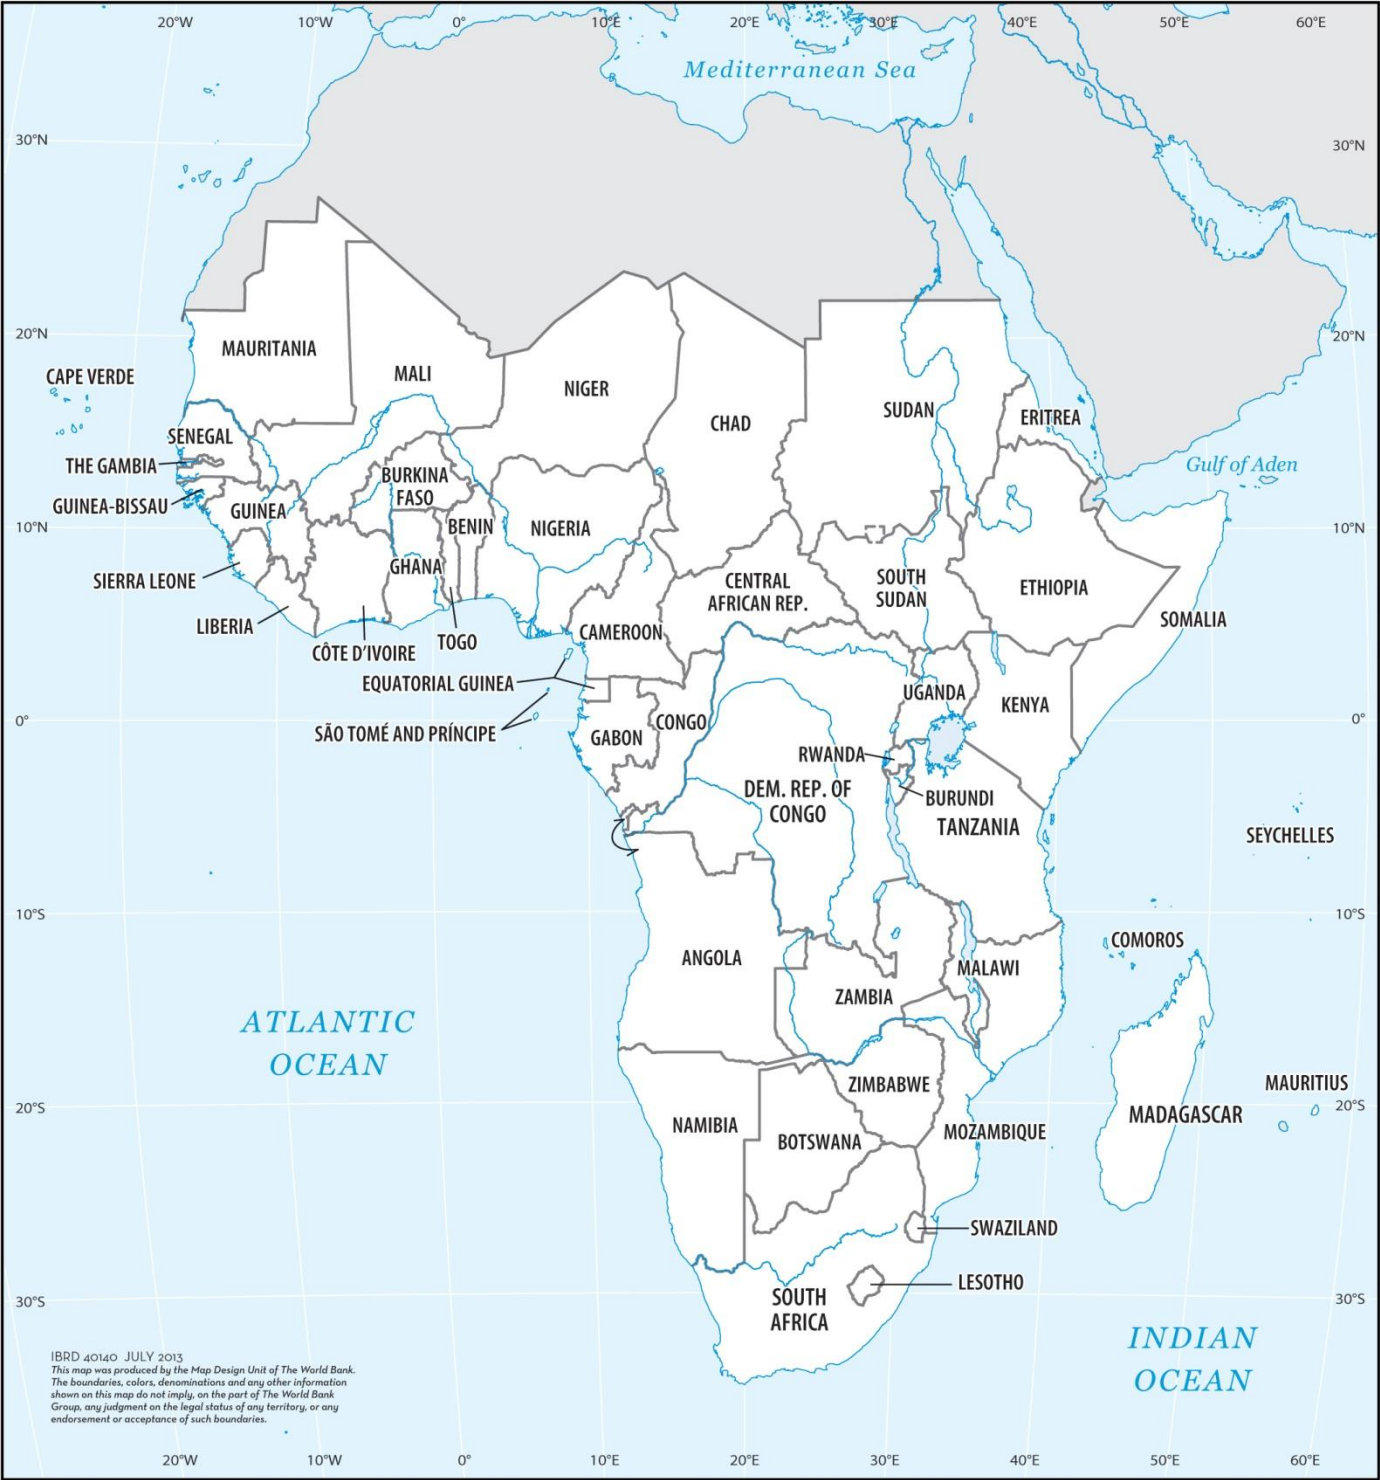 20°W 10°W 0° 10°E 20°E 30°E 40°E 50°E 60°E
Mediterranean Sea
30°N
30°N
20°N
20°N
MAURITANIA
CAPE VERDE
MALI
NIGER
CHAD
SUDAN
ERITREA
SENEGAL
THE GAMBIA
Gulf of Aden
BURKINA
FASO
GUINEA-BISSAU
GUINEA
BENIN
NIGERIA
10°N
10°N
GHANA
SIERRA LEONE
CENTRAL
AFRICAN REP.
SOUTH
SUDAN
ETHIOPIA
SOMALIA
LIBERIA
CÔTE D'IVOIRE
TOGO
CAMEROON
EQUATORIAL GUINEA
UGANDA
KENYA
0°
0°
SÃO TOMÉ AND PRÍNCIPE
GABON
CONGO
RWANDA
DEM. REP. OF
CONGO
BURUNDI
TANZANIA
SEYCHELLES
10°S
10°S
COMOROS
ANGOLA
MALAWI
ZAMBIA
ATLANTIC
OCEAN
ZIMBABWE
MAURITIUS
20°S
20°S
MADAGASCAR
NAMIBIA
BOTSWANA
MOZAMBIQUE
SWAZILAND
LESOTHO
30°S
30°S
SOUTH
AFRICA
INDIAN
OCEAN
IBRD 40140 JULY 2013
This map was produced by the Map Design Unit of The World Bank.
The boundaries, colors, denominations and any other information
shown on this map do not imply, on the part of The World Bank
Group, any judgment on the legal status of any territory, or any
endorsement or acceptance of such boundaries.
20°W 10°W 0° 10°E 20°E 30°E 40°E 50°E 60°E